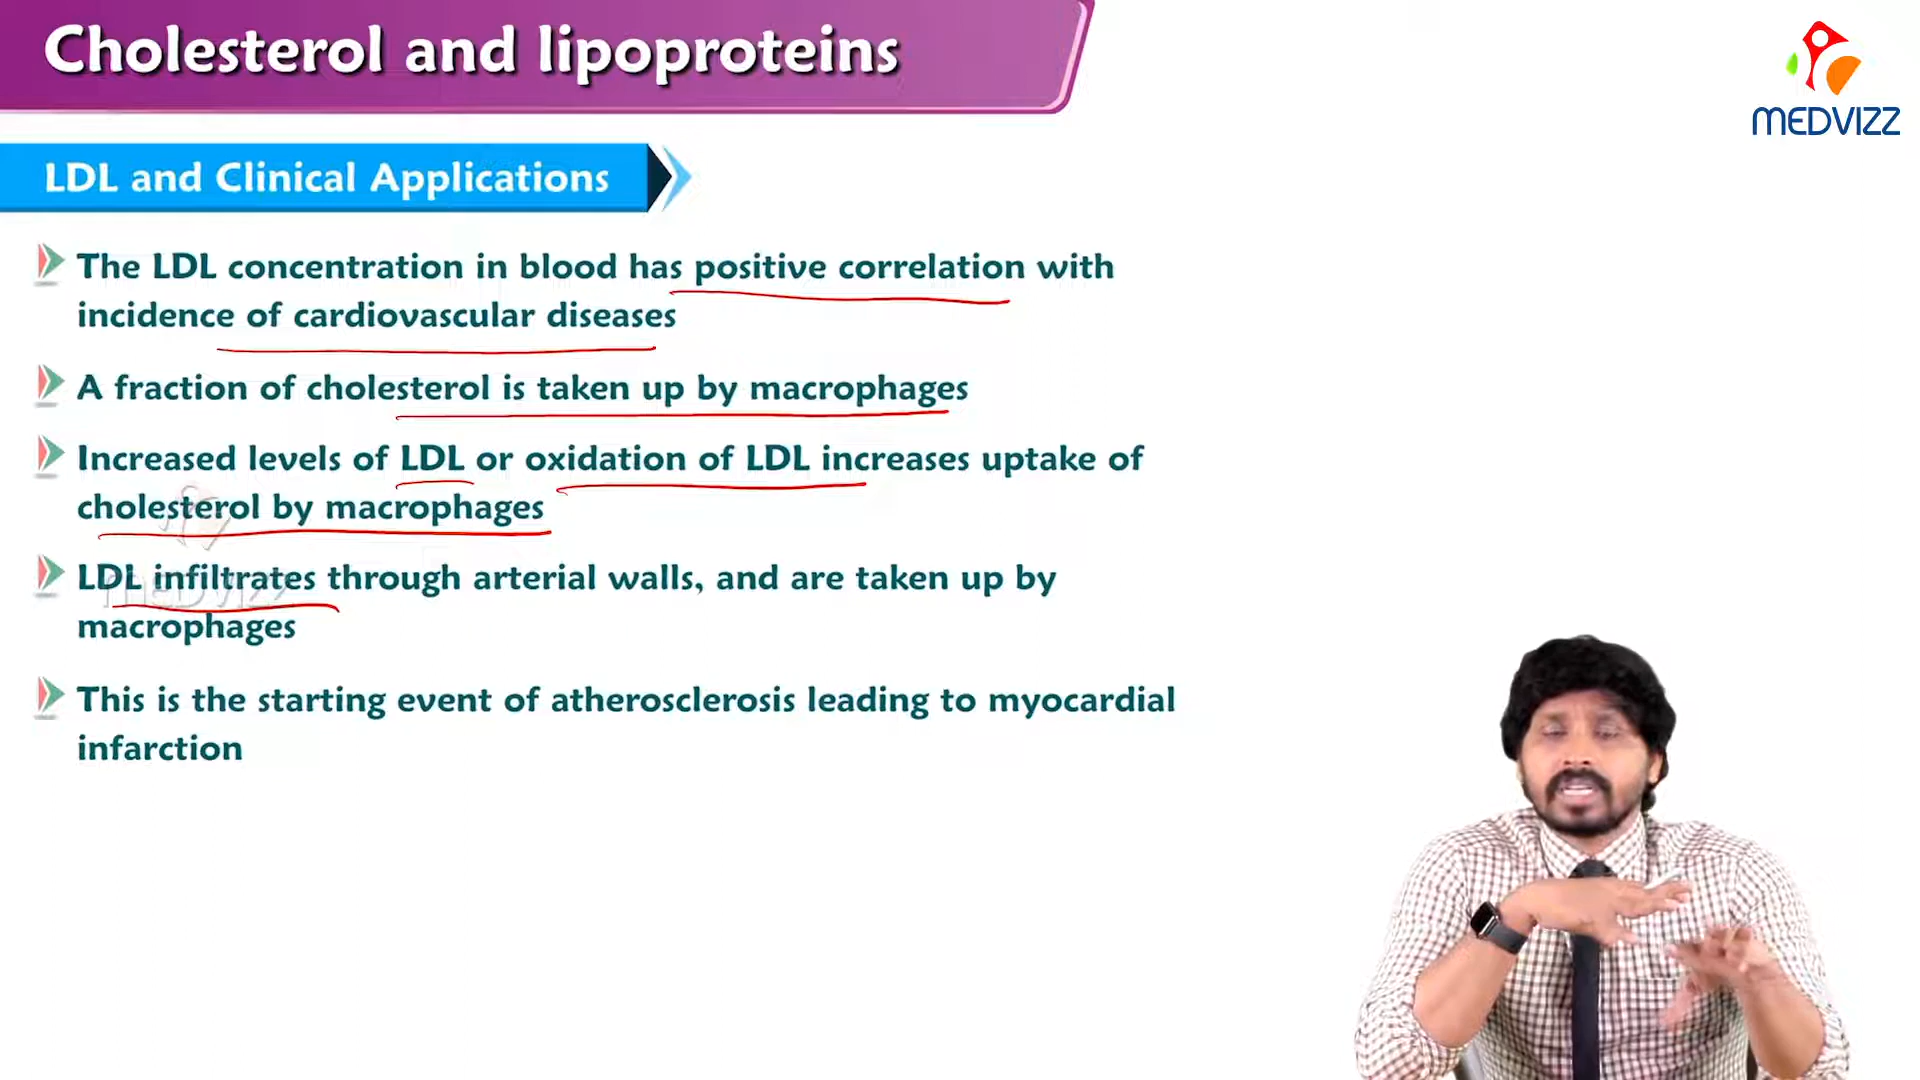 Cholesterol and lipoproteins
MEDVIZZ
LDL and Clinical Applications
The LDL concentration in blood has positive correlation with
incidence of cardiovascular diseases
A fraction of cholesterol is taken up by macrophages
Increased levels of LDL or oxidation of LDL increases uptake of
cholesterol by macrophages
LDL infiltrates through arterial walls, and are taken up by
macrophages
MEDVIZZ
This is the starting event of atherosclerosis leading to myocardial
infarction